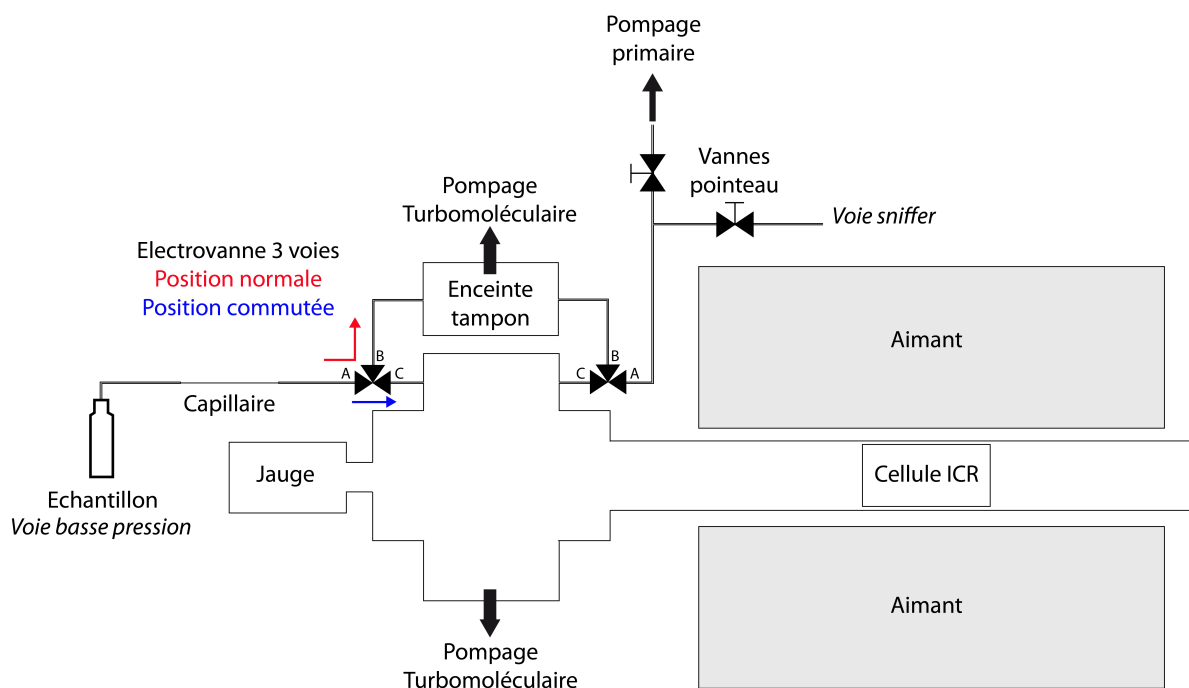 Pompage
primaire
Vannes
pointeau
Voie sniffer
Pompage
Turbomoléculaire
Electrovanne 3 voies
Position normale
Position commutée
Enceinte
tampon
B
A
C
B
C
A
Capillaire
Aimant
Jauge
Cellule ICR
Echantillon
Voie basse pression
Aimant
Pompage
Turbomoléculaire